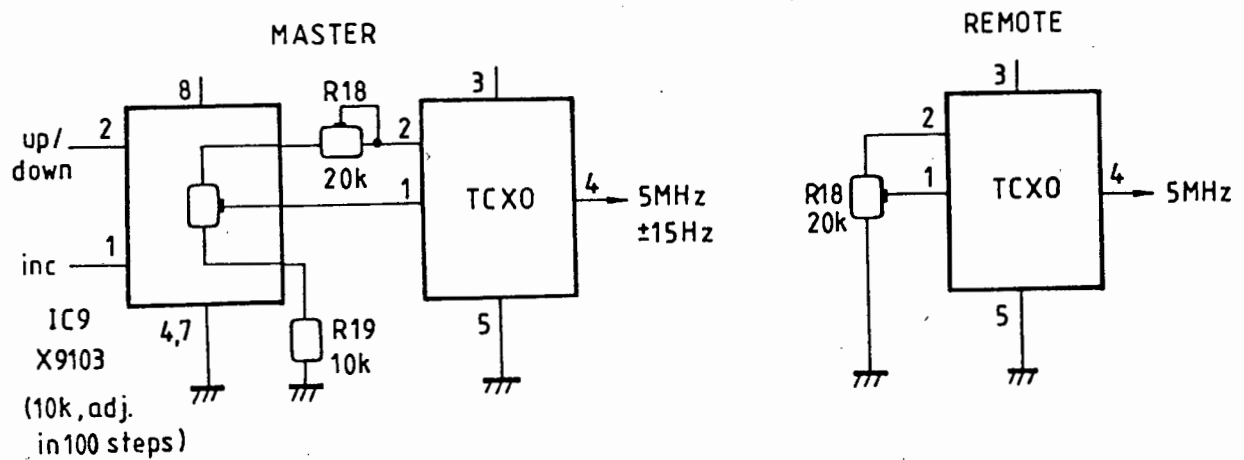 MASTER
REMOTE
8
R18
3
2
up/
down
20k
2
1
TCXO
4
5MHz
±15Hz
1
inc
IC9
X9103
4,7
R19
10k
5
(10k, adj.
in 100 steps)
3
2
R18
20k
1
TCXO
4
5MHz
5